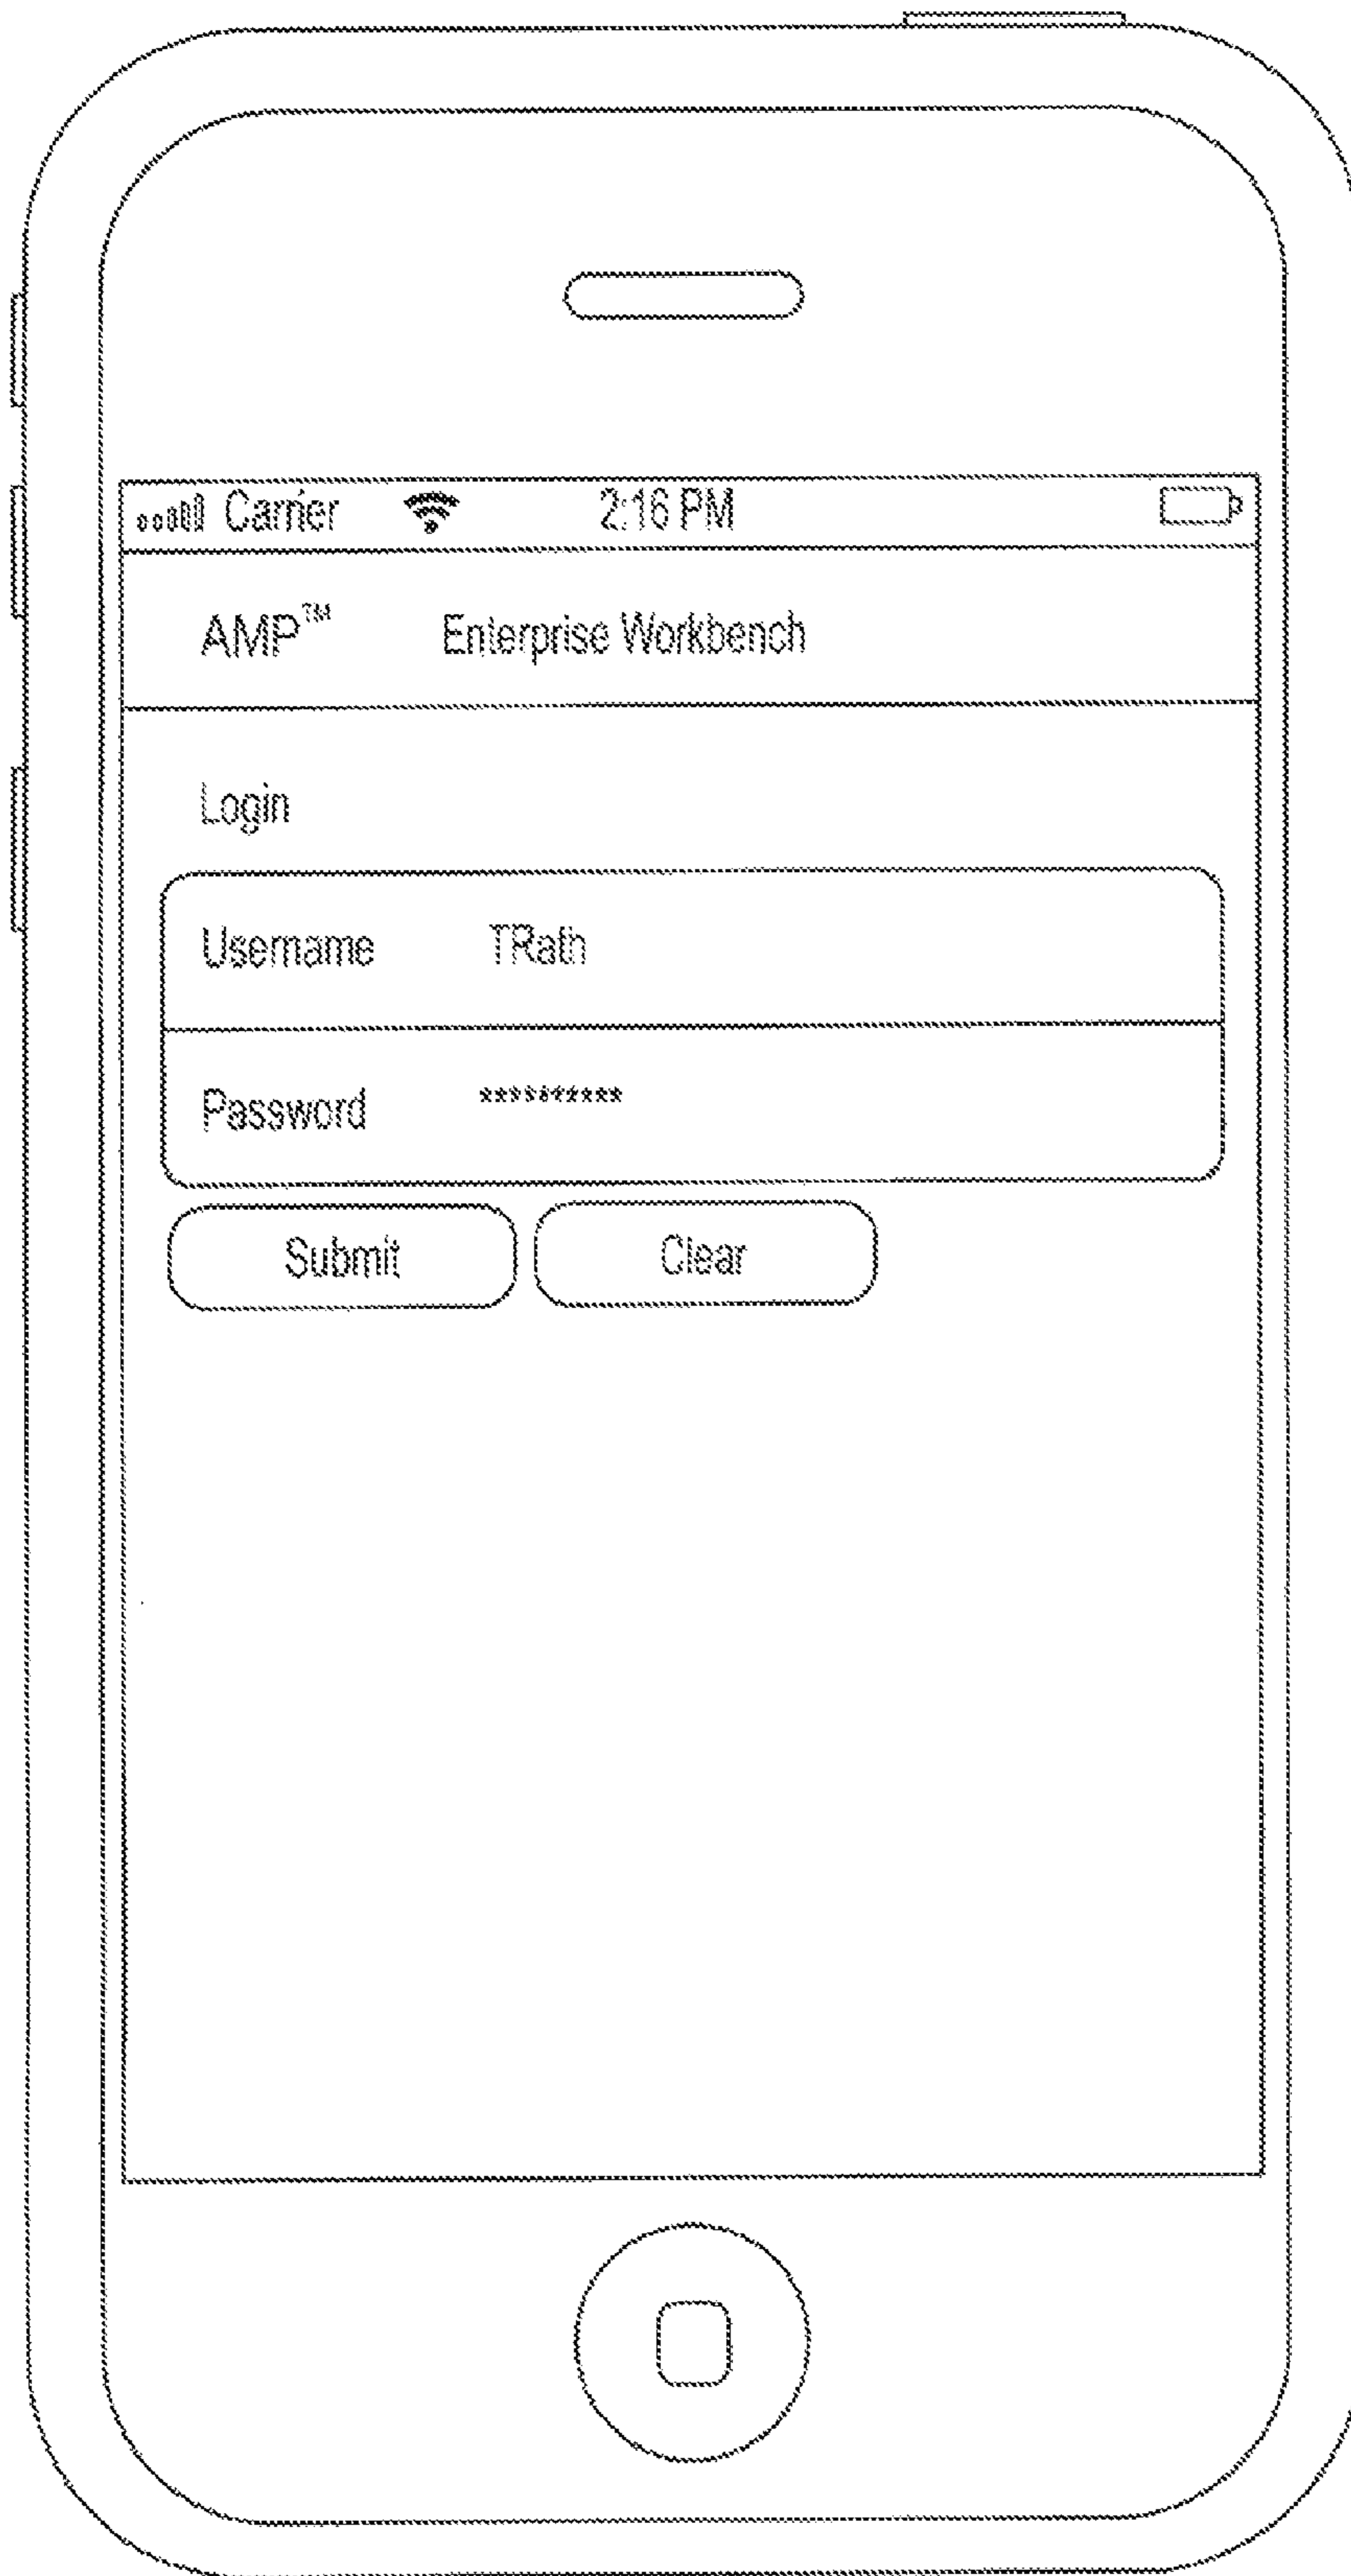 Carrier 2:16 PM
AMP™ Enterprise Workbench
Login
Username TRath
Password **********
Submit Clear